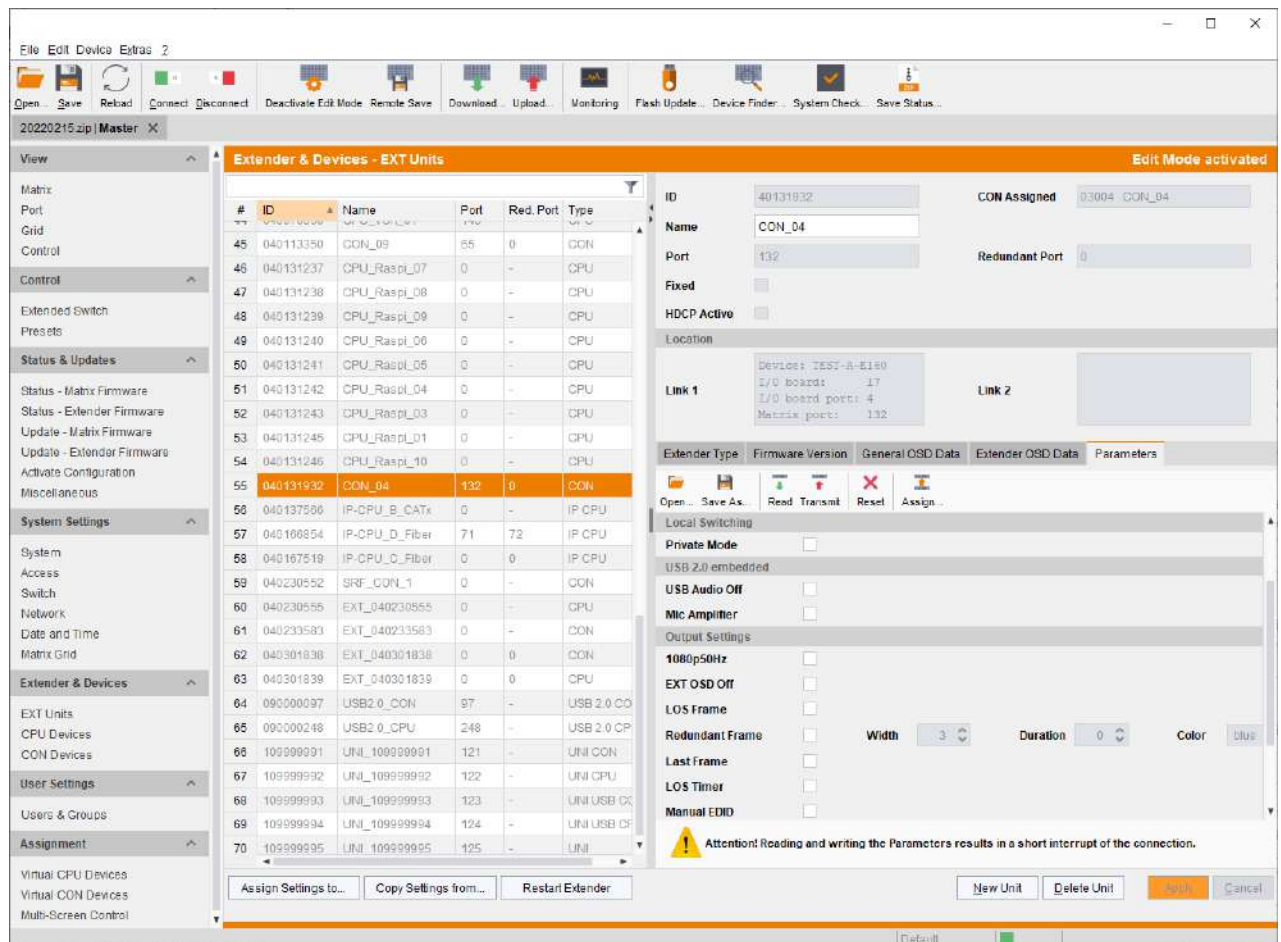 File Edit Device Extras ?
Open... Save Reload Connect Disconnect Deactivate Edit Mode Remote Save Download... Upload... Monitoring Flash Update... Device Finder... System Check... Save Status...
20220215.zip | Master
View
Matrix
Port
Grid
Control
Control
Extended Switch
Presets
Status & Updates
Status - Matrix Firmware
Status - Extender Firmware
Update - Matrix Firmware
Update - Extender Firmware
Activate Configuration
Miscellaneous
System Settings
System
Access
Switch
Network
Date and Time
Matrix Grid
Extender & Devices
EXT Units
CPU Devices
CON Devices
User Settings
Users & Groups
Assignment
Virtual CPU Devices
Virtual CON Devices
Multi-Screen Control
Extender & Devices - EXT Units Edit Mode activated
# ID Name Port Red. Port Type
45 040113350 CON_09 65 0 CON
46 040131237 CPU_Raspi_07 0 - CPU
47 040131238 CPU_Raspi_08 0 - CPU
48 040131239 CPU_Raspi_09 0 - CPU
49 040131240 CPU_Raspi_06 0 - CPU
50 040131241 CPU_Raspi_05 0 - CPU
51 040131242 CPU_Raspi_04 0 - CPU
52 040131243 CPU_Raspi_03 0 - CPU
53 040131245 CPU_Raspi_01 0 - CPU
54 040131246 CPU_Raspi_10 0 - CPU
55 040131932 CON_04 132 0 CON
56 040137566 IP-CPU_B_CATx 0 - IP CPU
57 040166854 IP-CPU_D_Fiber 71 72 IP CPU
58 040167519 IP-CPU_C_Fiber 0 0 IP CPU
59 040230552 SRF_CON_1 0 - CON
60 040230555 EXT_040230555 0 - CPU
61 040233583 EXT_040233583 0 - CON
62 040301838 EXT_040301838 0 0 CON
63 040301839 EXT_040301839 0 0 CPU
64 090000097 USB2.0_CON 97 - USB 2.0 CO
65 090000248 USB2.0_CPU 248 - USB 2.0 CP
66 109999991 UNI_109999991 121 - UNI CON
67 109999992 UNI_109999992 122 - UNI CPU
68 109999993 UNI_109999993 123 - UNI USB CO
69 109999994 UNI_109999994 124 - UNI USB CP
70 109999995 UNI_109999995 125 - UNI
Assign Settings to... Copy Settings from... Restart Extender
ID 40131932 CON Assigned 03004 CON_04
Name CON_04
Port 132 Redundant Port 0
Fixed
HDCP Active
Location
Link 1 Device: TEST-A-E160
I/O board: 17
I/O board port: 4
Matrix port: 132
Link 2
Extender Type Firmware Version General OSD Data Extender OSD Data Parameters
Open... Save As... Read Transmit Reset Assign...
Local Switching
Private Mode
USB 2.0 embedded
USB Audio Off
Mic Amplifier
Output Settings
1080p50Hz
EXT OSD Off
LOS Frame
Redundant Frame Width 3 Duration 0 Color blue
Last Frame
LOS Timer
Manual EDID
Attention! Reading and writing the Parameters results in a short interrupt of the connection.
New Unit Delete Unit Apply Cancel
Default